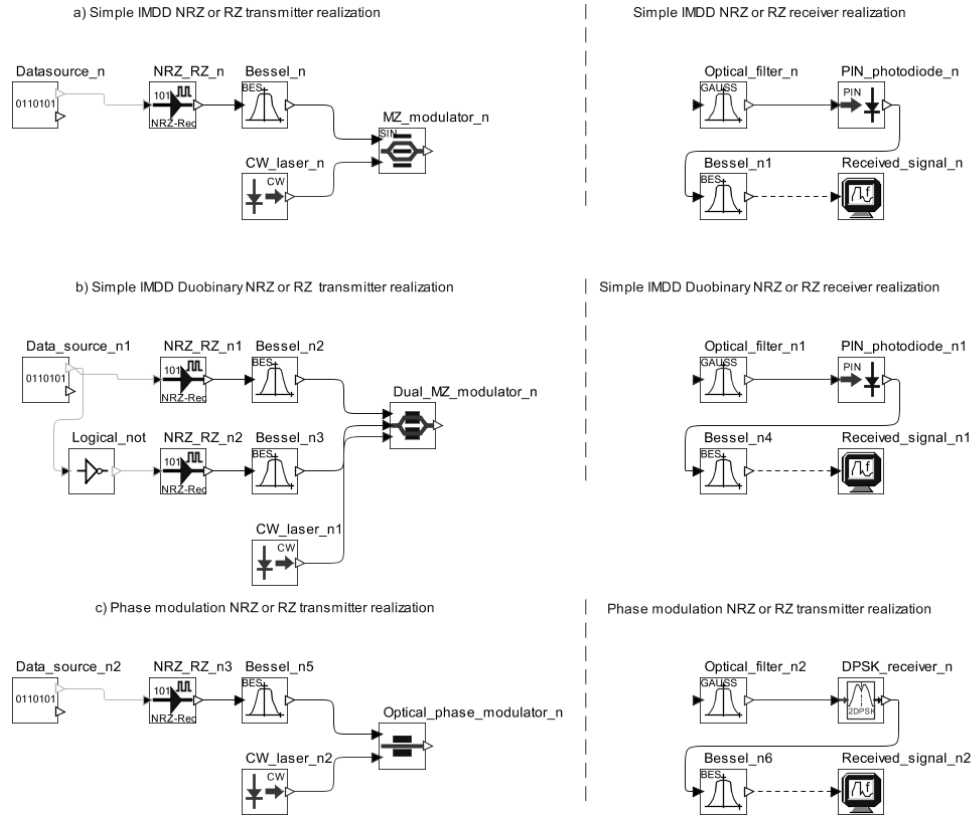 a) Simple IMDD NRZ or RZ transmitter realization
Simple IMDD NRZ or RZ receiver realization
Datasource_n
NRZ_RZ_n
Bessel_n
Optical_filter_n
PIN_photodiode_n
0110101
101
NRZ-Rec
BES
GAUSS
PIN
MZ_modulator_n
SIN
CW_laser_n
CW
Bessel_n1
Received_signal_n
BES
f
b) Simple IMDD Duobinary NRZ or RZ transmitter realization
Simple IMDD Duobinary NRZ or RZ receiver realization
Data_source_n1
NRZ_RZ_n1
Bessel_n2
Optical_filter_n1
PIN_photodiode_n1
0110101
101
NRZ-Rec
BES
GAUSS
PIN
Dual_MZ_modulator_n
Logical_not
NRZ_RZ_n2
Bessel_n3
Bessel_n4
Received_signal_n1
101
NRZ-Rec
BES
BES
f
CW_laser_n1
CW
c) Phase modulation NRZ or RZ transmitter realization
Phase modulation NRZ or RZ transmitter realization
Data_source_n2
NRZ_RZ_n3
Bessel_n5
Optical_filter_n2
DPSK_receiver_n
0110101
101
NRZ-Rec
BES
GAUSS
2DPSK
Optical_phase_modulator_n
CW_laser_n2
CW
Bessel_n6
Received_signal_n2
BES
f